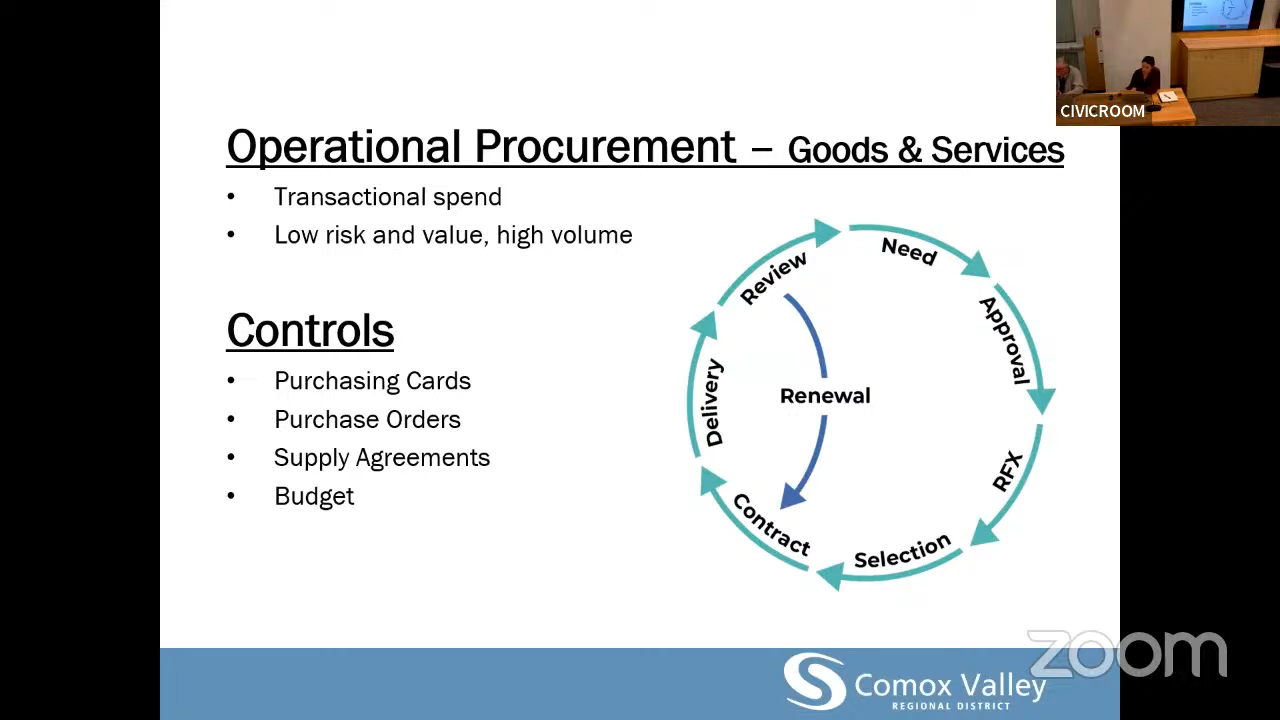 CIVICROOM
Operational Procurement – Goods & Services
• Transactional spend
• Low risk and value, high volume
Controls
• Purchasing Cards
• Purchase Orders
• Supply Agreements
• Budget
Need
Approval
RFX
Selection
Contract
Delivery
Review
Renewal
zoom
Comox Valley
REGIONAL DISTRICT